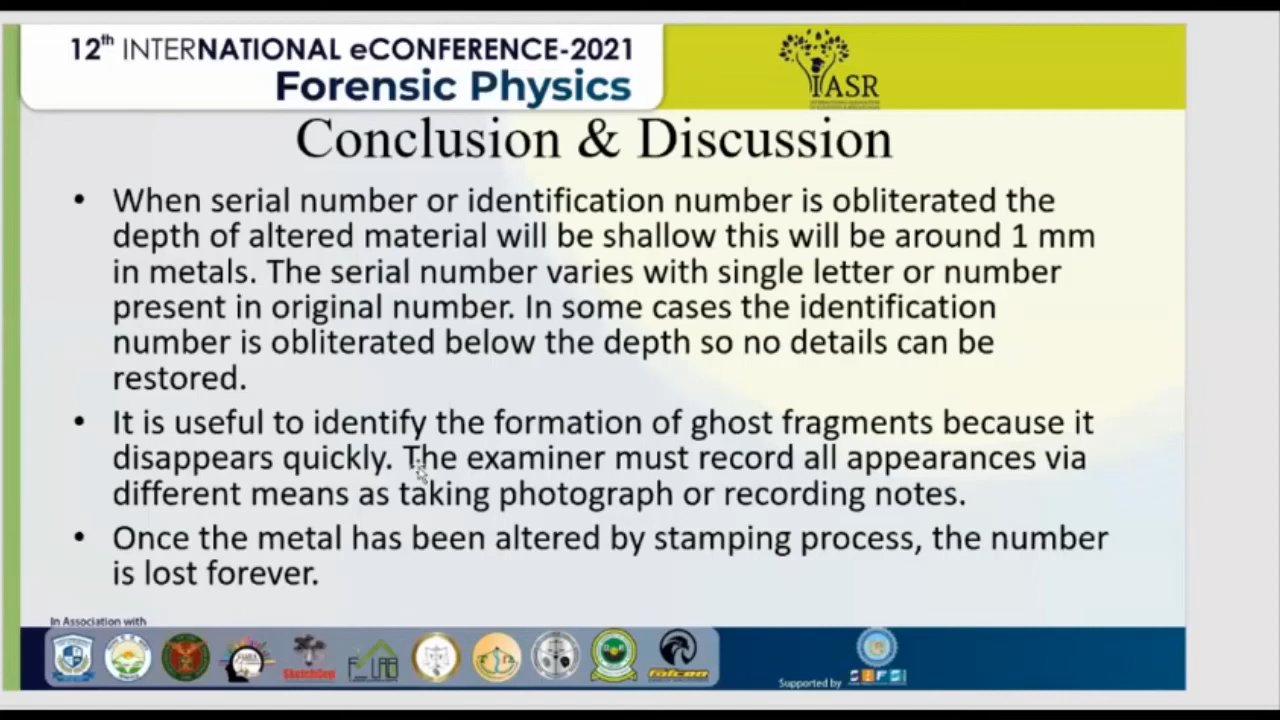 12th INTERNATIONAL eCONFERENCE-2021
Forensic Physics
IASR
Conclusion & Discussion
• When serial number or identification number is obliterated the
depth of altered material will be shallow this will be around 1 mm
in metals. The serial number varies with single letter or number
present in original number. In some cases the identification
number is obliterated below the depth so no details can be
restored.
• It is useful to identify the formation of ghost fragments because it
disappears quickly. The examiner must record all appearances via
different means as taking photograph or recording notes.
• Once the metal has been altered by stamping process, the number
is lost forever.
In Association with
Supported by